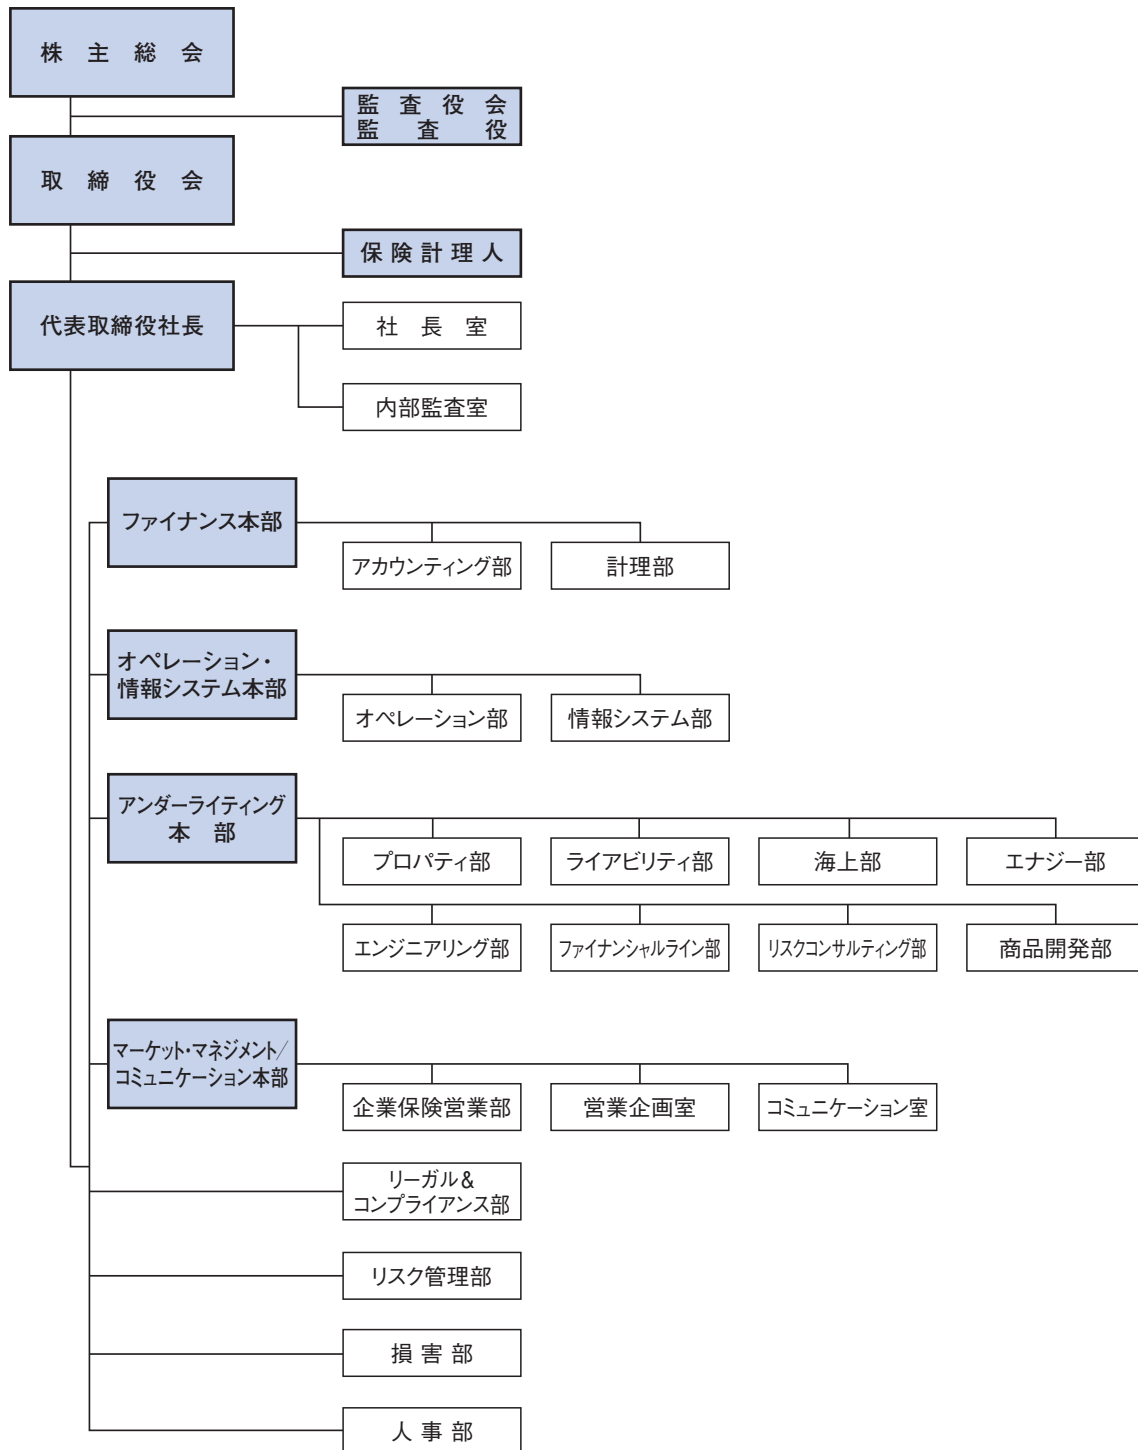 株主総会
監査役会
監査役
取締役会
保険計理人
代表取締役社長
社長室
内部監査室
ファイナンス本部
アカウンティング部
計理部
オペレーション・
情報システム本部
オペレーション部
情報システム部
アンダーライティング
本部
プロパティ部
ライアビリティ部
海上部
エナジー部
エンジニアリング部
ファイナンシャルライン部
リスクコンサルティング部
商品開発部
マーケット・マネジメント/
コミュニケーション本部
企業保険営業部
営業企画室
コミュニケーション室
リーガル&
コンプライアンス部
リスク管理部
損害部
人事部